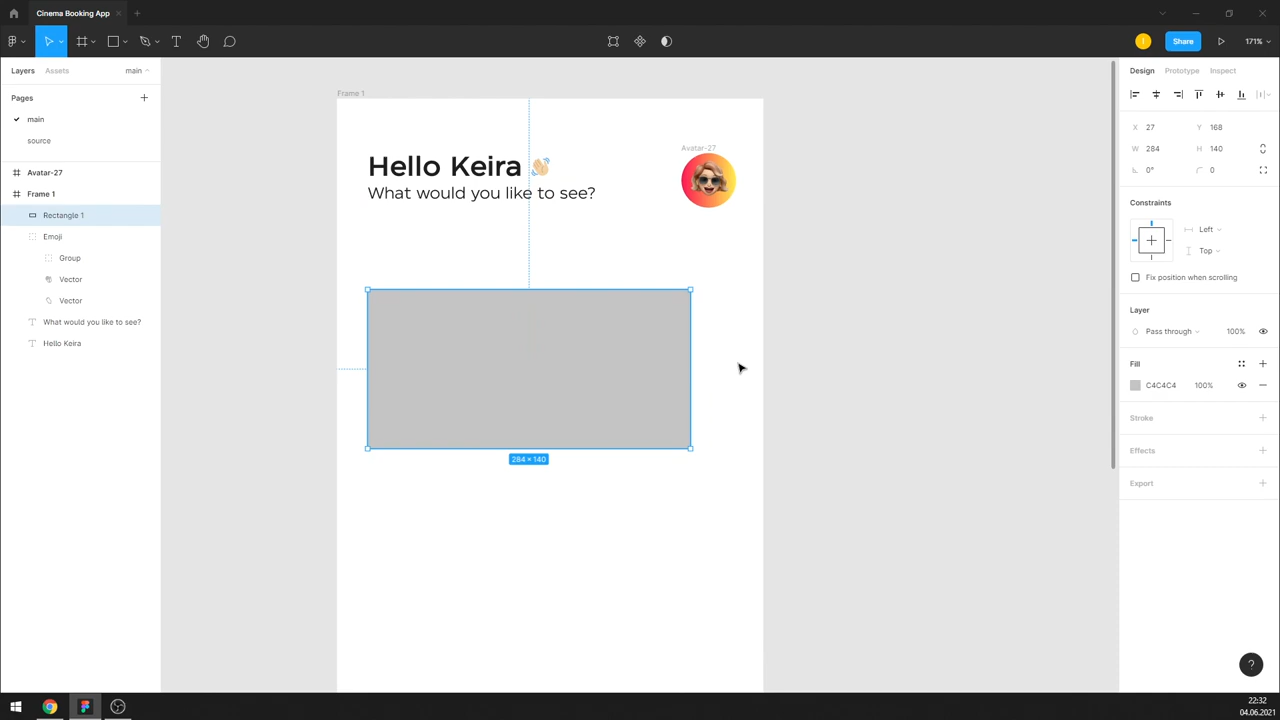 Cinema Booking App
Share
171%
Layers
Assets
main
Pages
main
source
Avatar-27
Frame 1
Rectangle 1
Emoji
Group
Vector
Vector
What would you like to see?
Hello Keira
Frame 1
Hello Keira
What would you like to see?
Avatar-27
284 × 140
Design
Prototype
Inspect
X 27
Y 168
W 284
H 140
0°
0
Constraints
Left
Top
Fix position when scrolling
Layer
Pass through
100%
Fill
C4C4C4
100%
Stroke
Effects
Export
?
22:32
04.06.2021